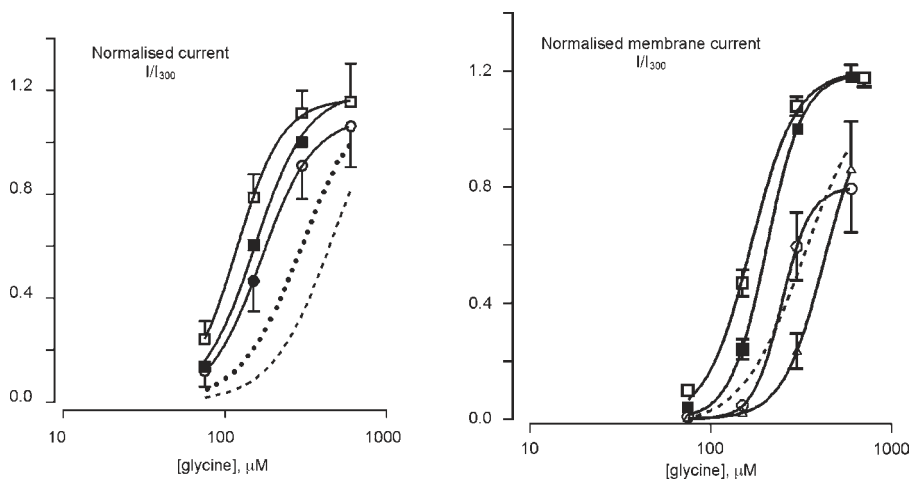 Normalised current
I/I300
1.2
0.8
0.4
0.0
10
100
1000
[glycine], μM
Normalised membrane current
I/I300
1.2
0.8
0.4
0.0
10
100
1000
[glycine], μM